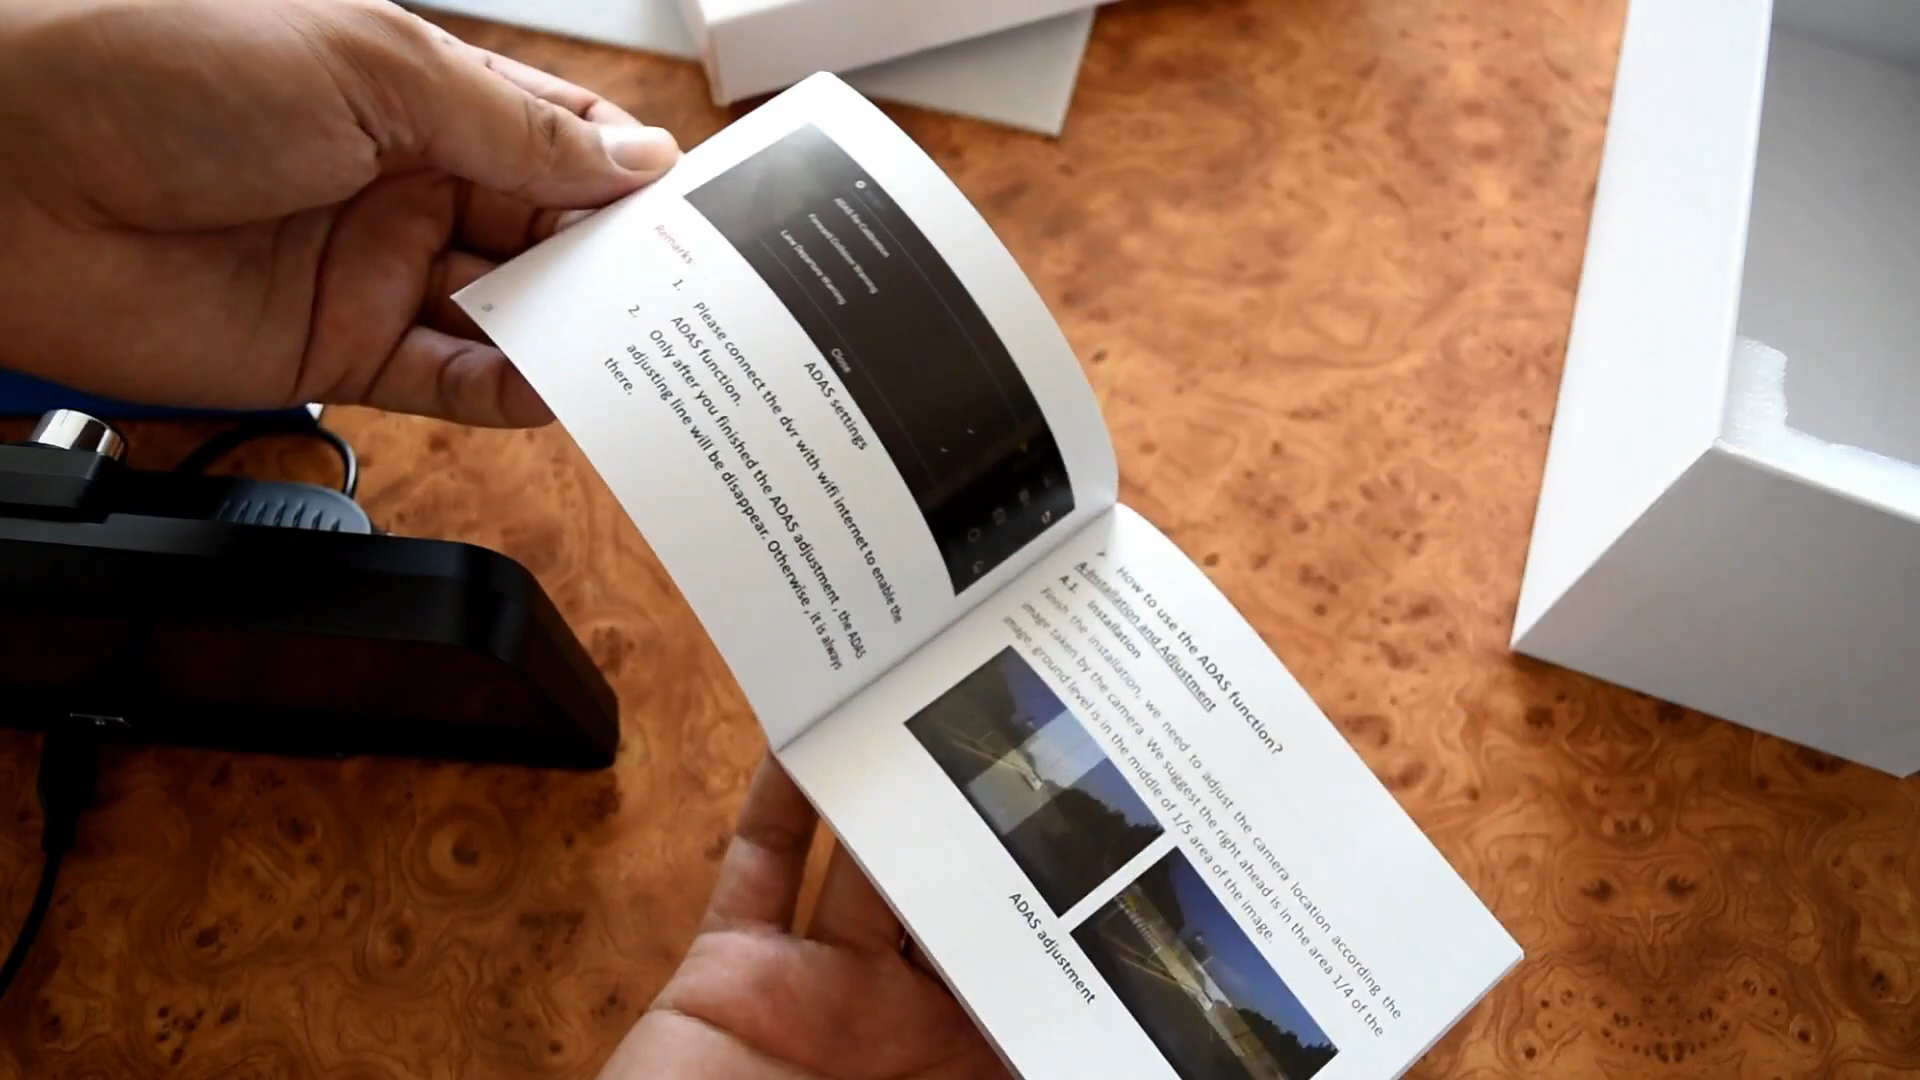 ADAS Re-Calibration
Forward Collision Warning
Lane Departure Warning
Close
ADAS settings
Remarks:
1. Please connect the dvr with wifi internet to enable the
ADAS function.
2. Only after you finished the ADAS adjustment , the ADAS
adjusting line will be disappear. Otherwise , it is always
there.
How to use the ADAS function?
A-Installation and Adjustment
A.1. Installation
Finish the installation, we need to adjust the camera location according the
image taken by the camera. We suggest the right ahead is in the area 1/4 of the
image, ground level is in the middle of 1/5 area of the image.
ADAS adjustment